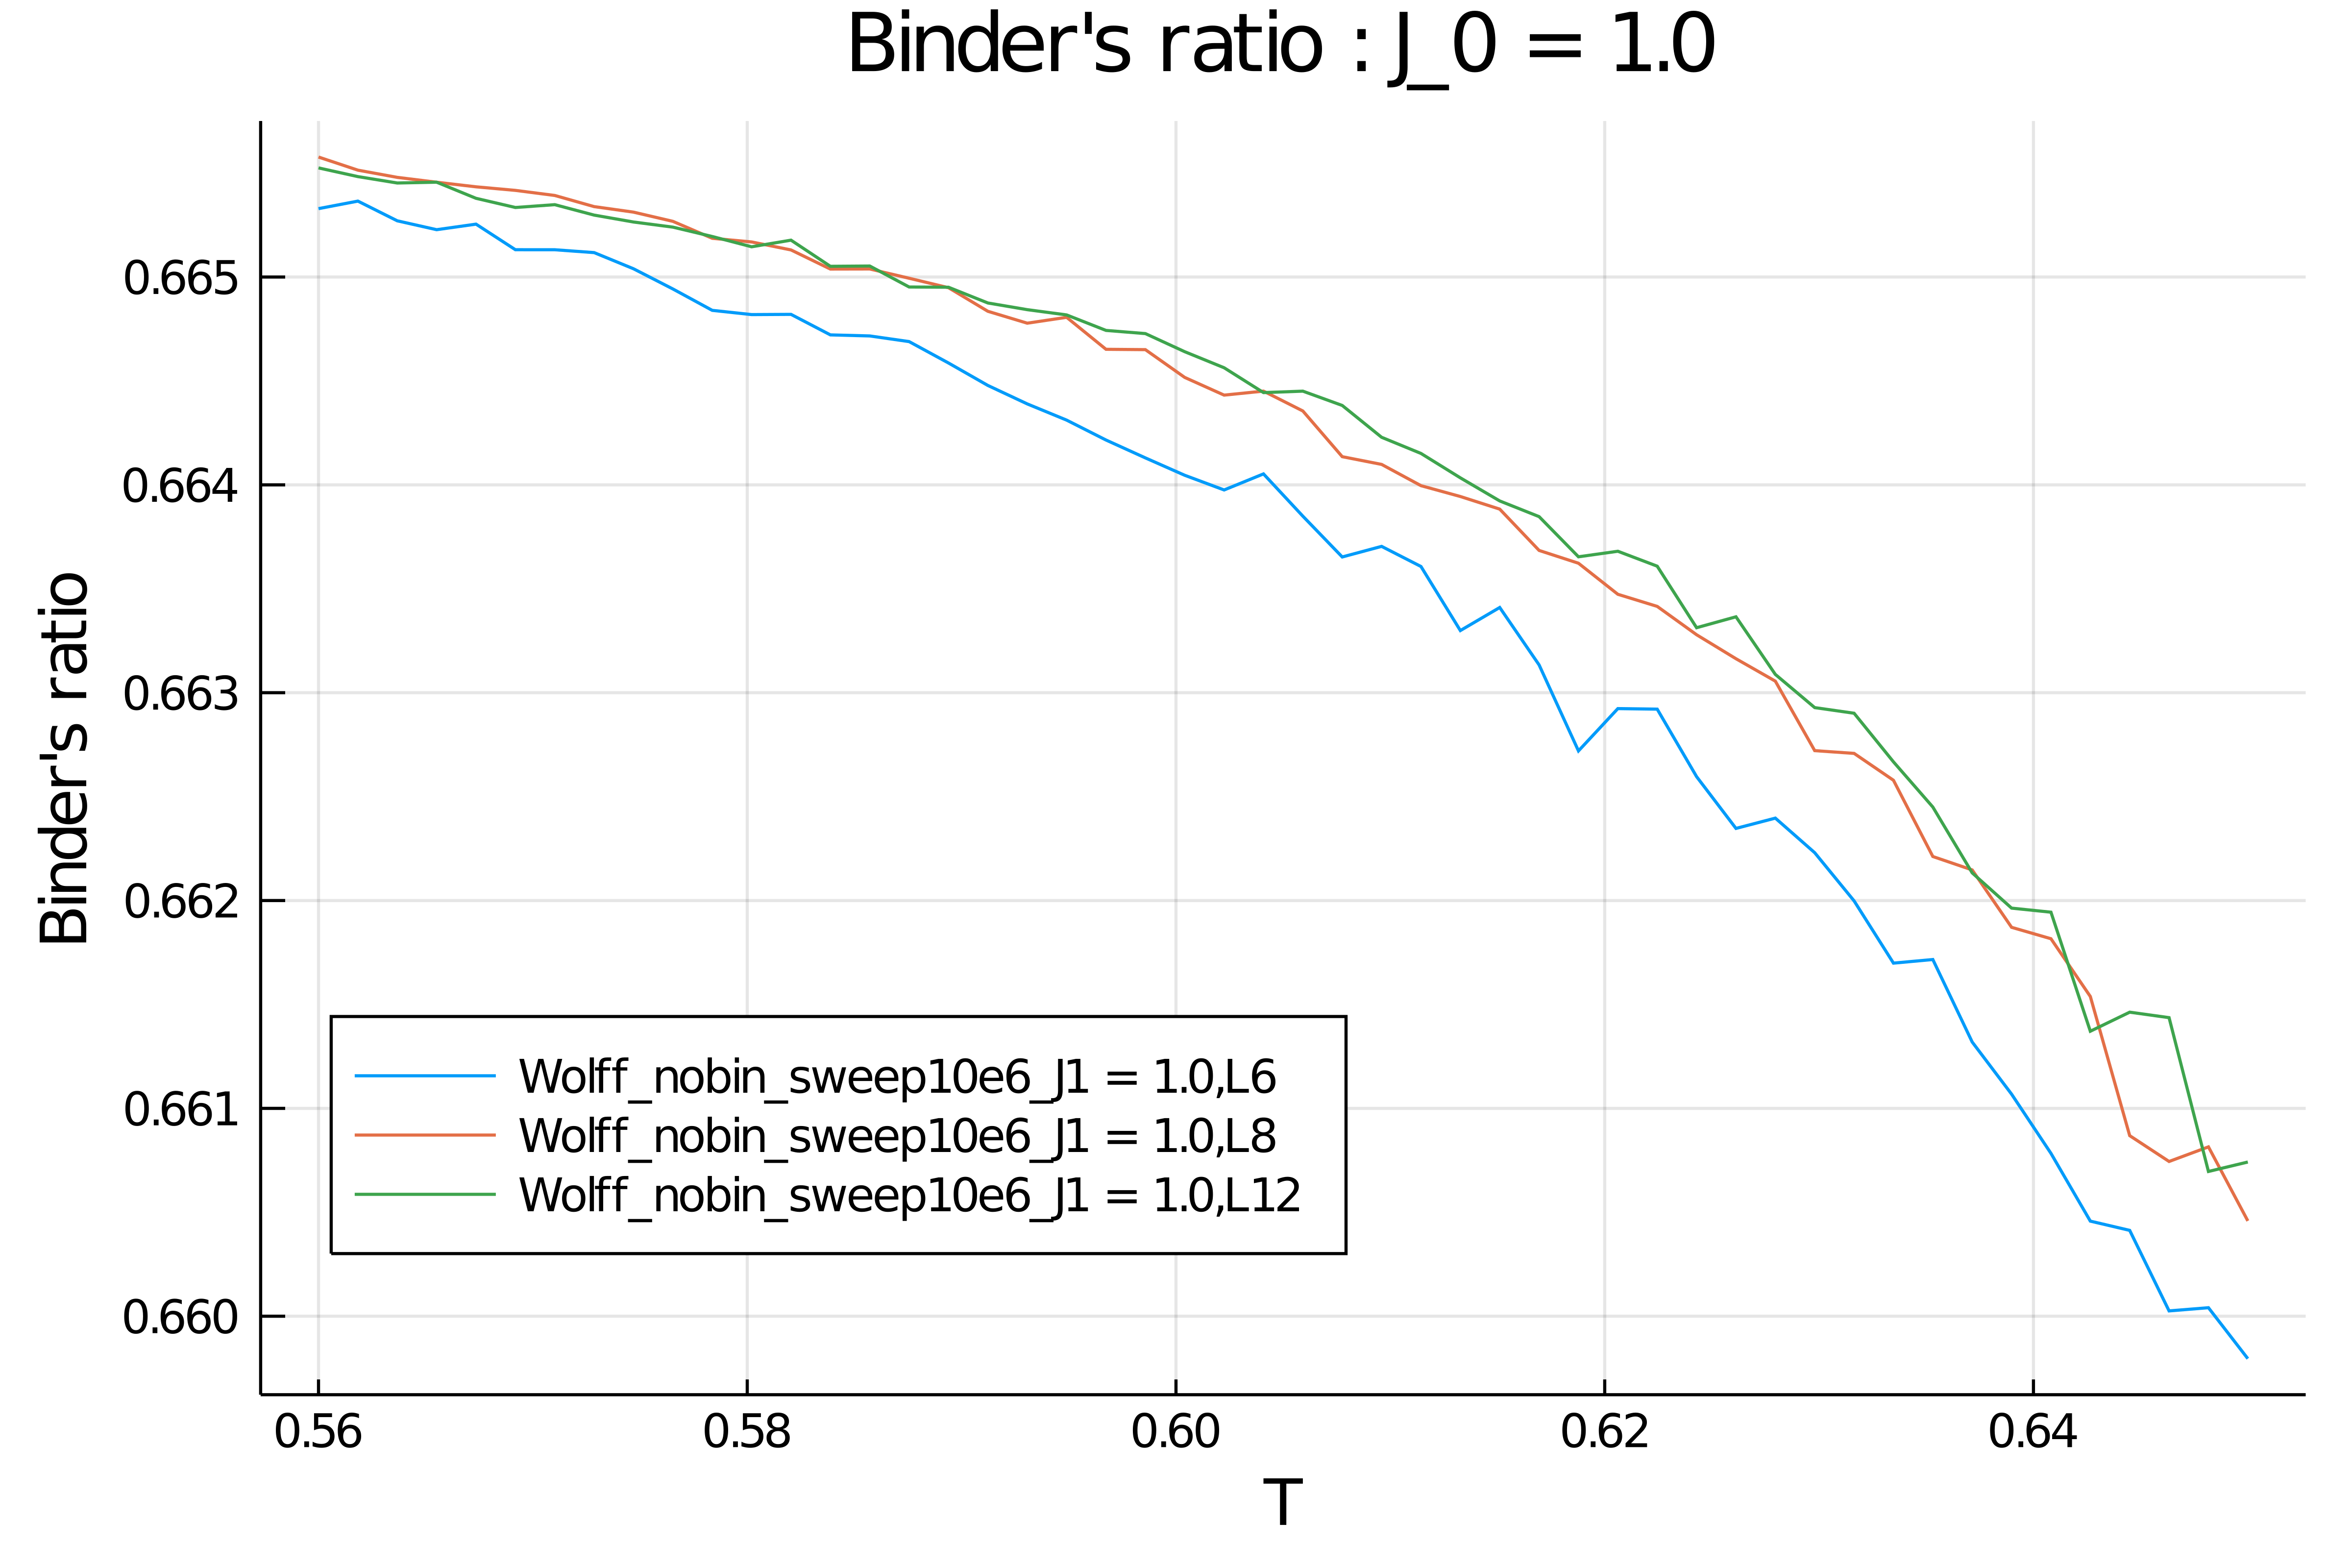 Binder's ratio : J_0 = 1.0
Binder's ratio
0.665
0.664
0.663
0.662
0.661
0.660
Wolff_nobin_sweep10e6_J1 = 1.0,L6
Wolff_nobin_sweep10e6_J1 = 1.0,L8
Wolff_nobin_sweep10e6_J1 = 1.0,L12
0.56 0.58 0.60 0.62 0.64
T